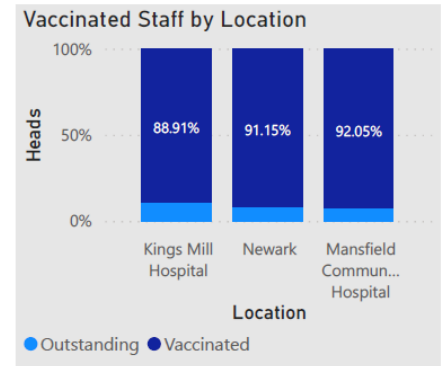 Vaccinated Staff by Location
100%
50%
0%
Heads
88.91%
91.15%
92.05%
Kings Mill
Hospital
Newark
Mansfield
Commun...
Hospital
Location
Outstanding
Vaccinated